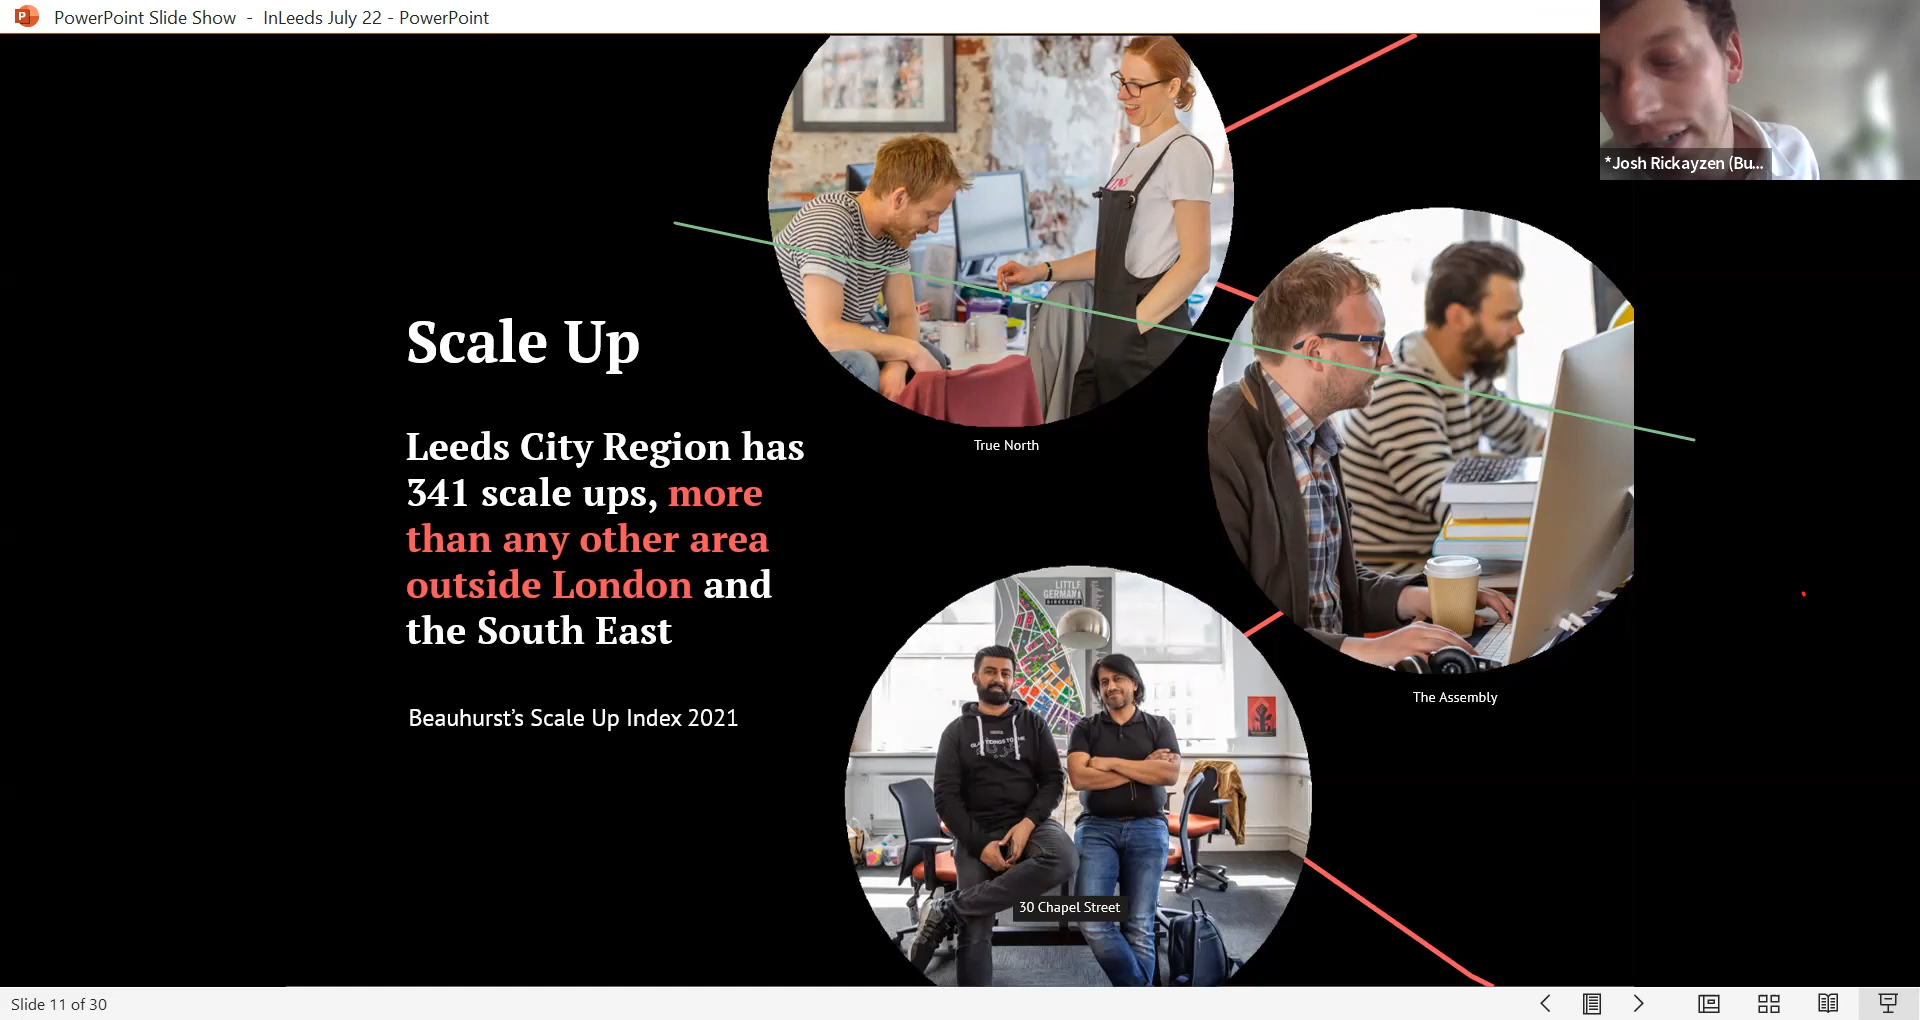 PowerPoint Slide Show - InLeeds July 22 - PowerPoint
*Josh Rickayzen (Bu...
Scale Up
Leeds City Region has
341 scale ups, more
than any other area
outside London and
the South East
Beauhurst's Scale Up Index 2021
True North
The Assembly
LITTLE
GERMANY
DIRECTORY
30 Chapel Street
Slide 11 of 30